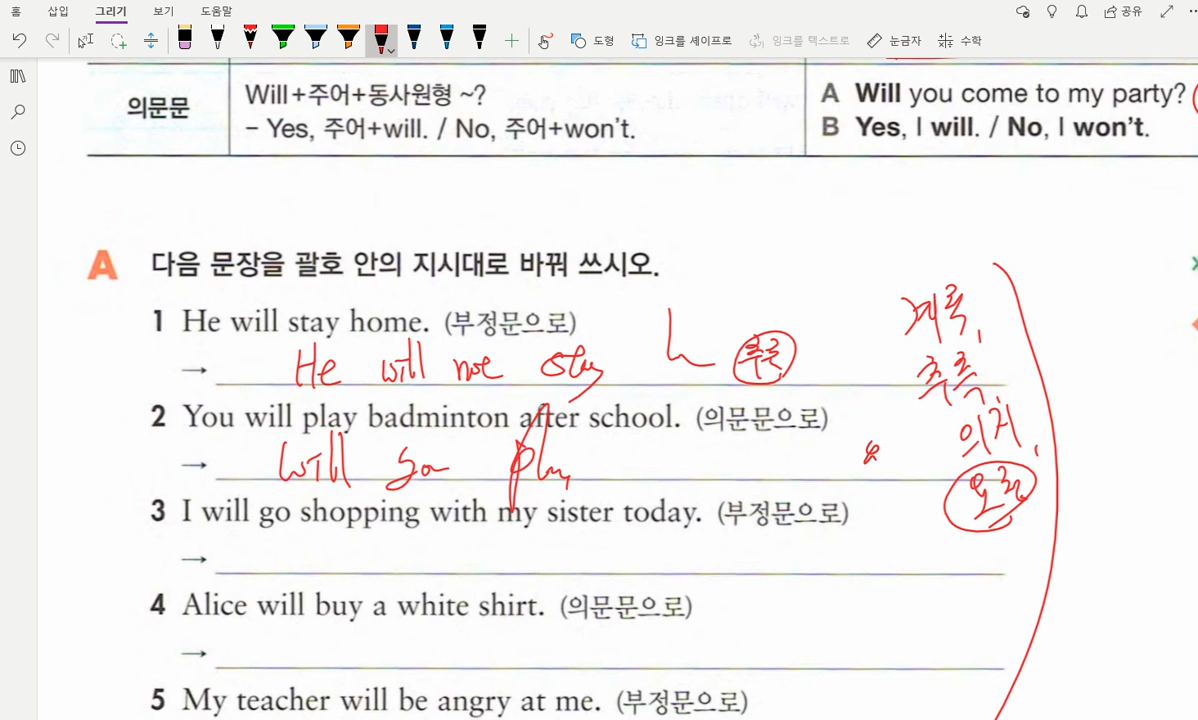 홈 삽입 그리기 보기 도움말
공유
도형 잉크를 셰이프로 잉크를 텍스트로 눈금자 수학
의문문
Will+주어+동사원형 ~?
– Yes, 주어+will. / No, 주어+won't.
A Will you come to my party?
B Yes, I will. / No, I won't.
A 다음 문장을 괄호 안의 지시대로 바꿔 쓰시오.
1 He will stay home. (부정문으로)
→ He will not stay
계획,
추측,
의지,
2 You will play badminton after school. (의문문으로)
→ Will you play
3 I will go shopping with my sister today. (부정문으로)
→
4 Alice will buy a white shirt. (의문문으로)
→
5 My teacher will be angry at me. (부정문으로)